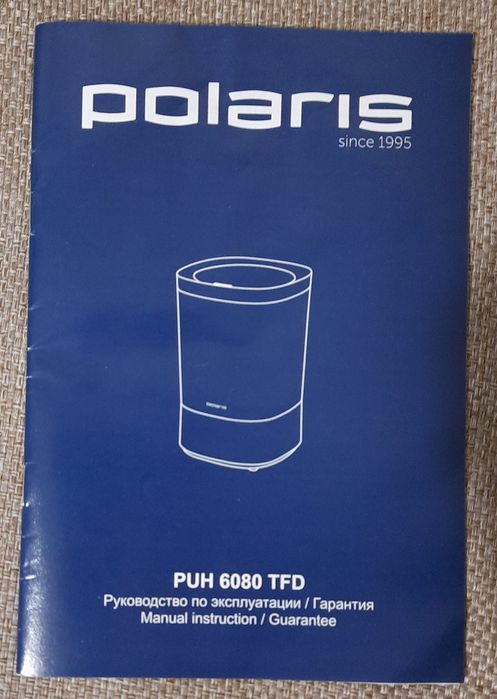 polaris
since 1995
polaris
PUH 6080 TFD
Руководство по эксплуатации / Гарантия
Manual instruction / Guarantee